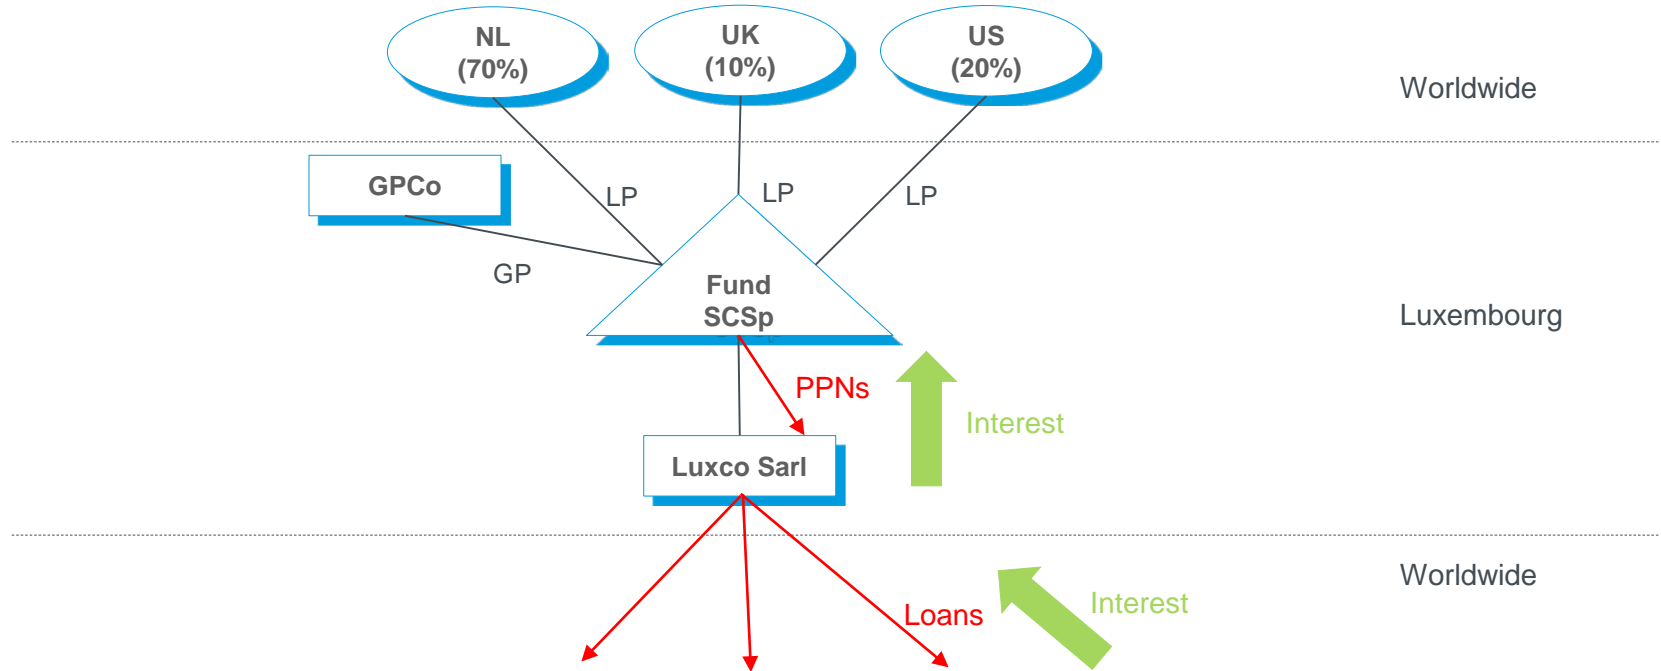 NL
(70%)
UK
(10%)
US
(20%)
Worldwide
GPCo
LP
LP
LP
GP
Fund
SCSp
Luxembourg
PPNs
Interest
Luxco Sarl
Worldwide
Interest
Loans